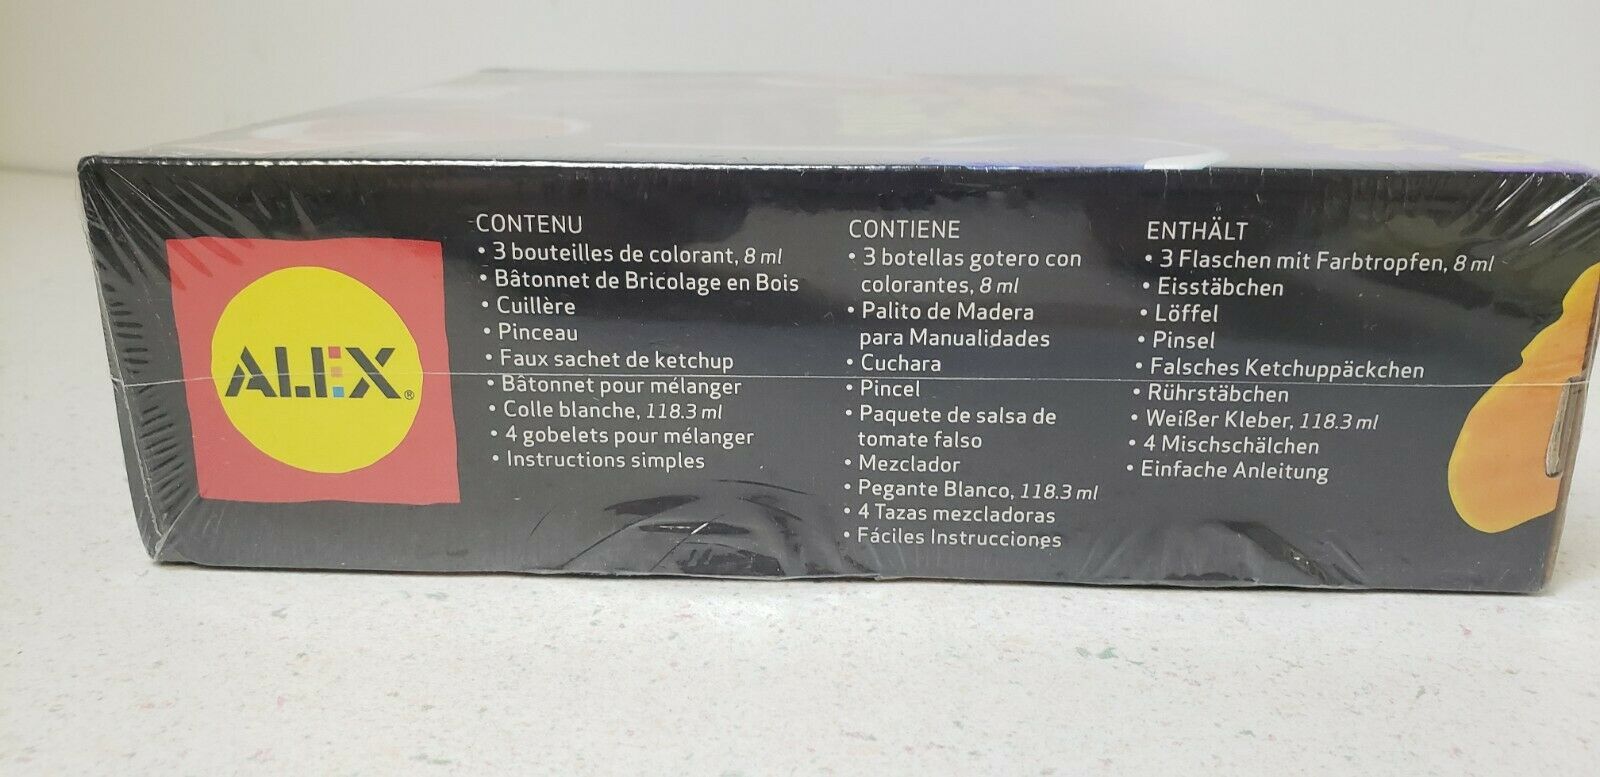 ALEX®
CONTENU
• 3 bouteilles de colorant, 8 ml
• Bâtonnet de Bricolage en Bois
• Cuillère
• Pinceau
• Faux sachet de ketchup
• Bâtonnet pour mélanger
• Colle blanche, 118.3 ml
• 4 gobelets pour mélanger
• Instructions simples
CONTIENE
• 3 botellas gotero con
colorantes, 8 ml
• Palito de Madera
para Manualidades
• Cuchara
• Pincel
• Paquete de salsa de
tomate falso
• Mezclador
• Pegante Blanco, 118.3 ml
• 4 Tazas mezcladoras
• Fáciles Instrucciones
ENTHÄLT
• 3 Flaschen mit Farbtropfen, 8 ml
• Eisstäbchen
• Löffel
• Pinsel
• Falsches Ketchuppäckchen
• Rührstäbchen
• Weißer Kleber, 118.3 ml
• 4 Mischschälchen
• Einfache Anleitung